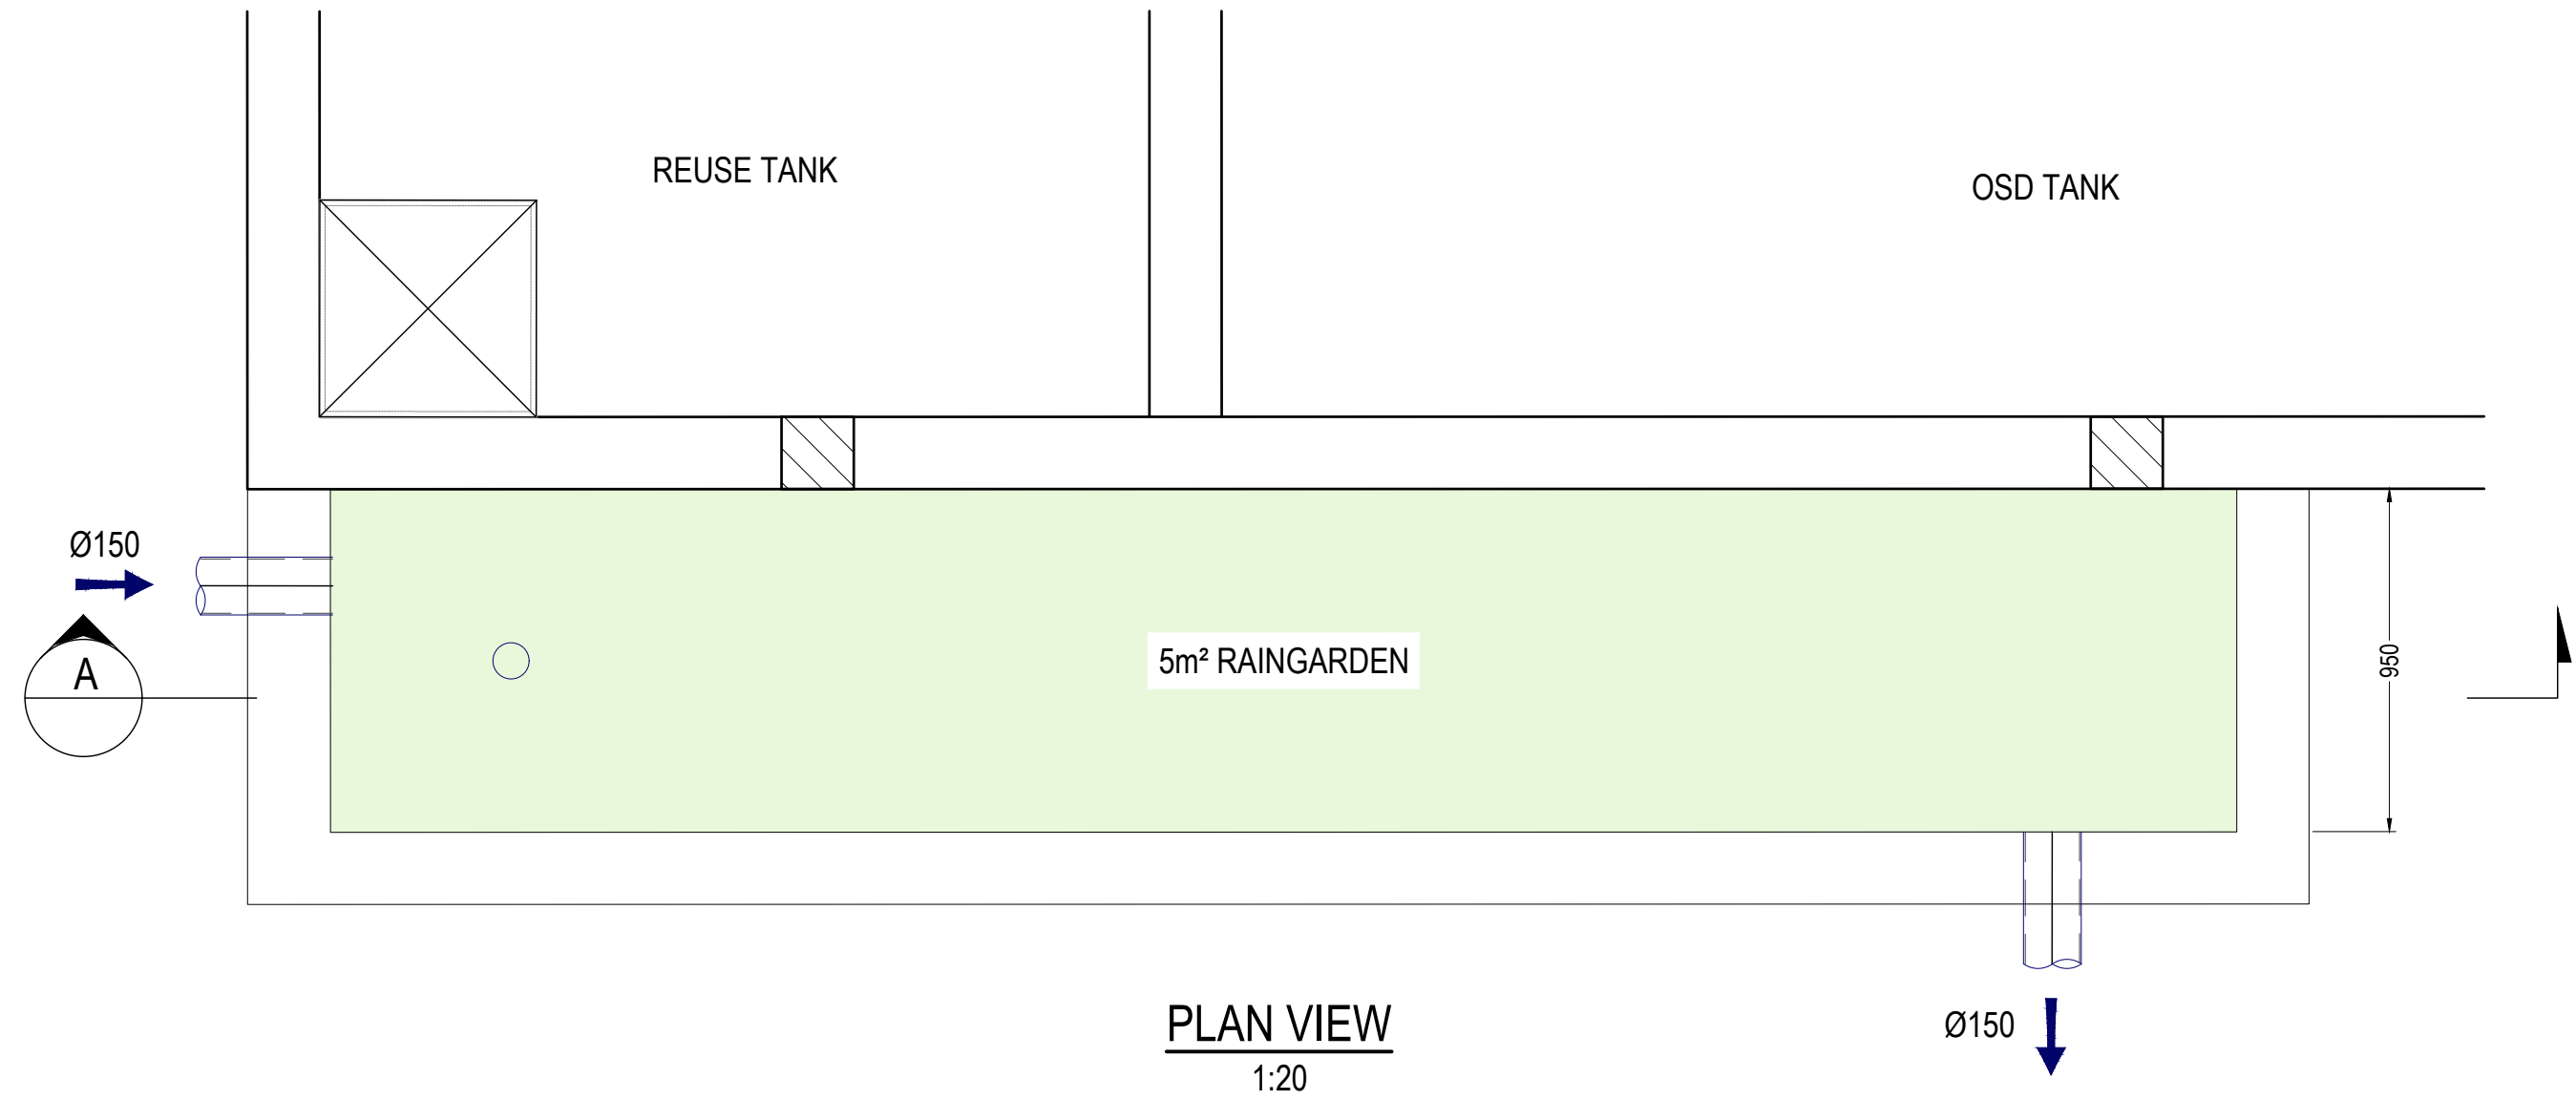 REUSE TANK
OSD TANK
Ø150
A
5m² RAINGARDEN
950
Ø150
PLAN VIEW
1:20